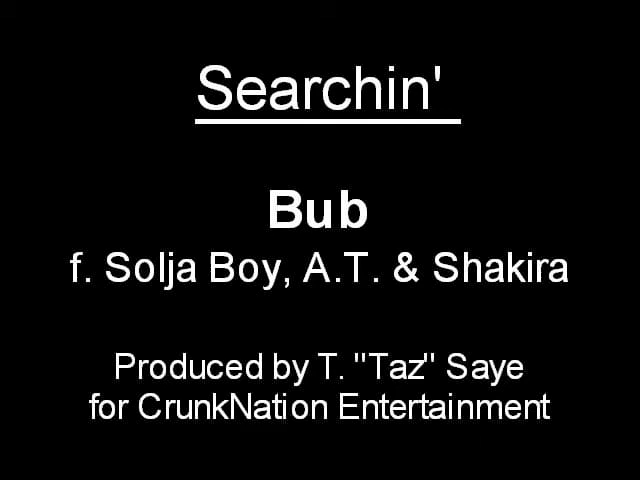 Searchin'
Bub
f. Solja Boy, A.T. & Shakira
Produced by T. "Taz" Saye
for CrunkNation Entertainment